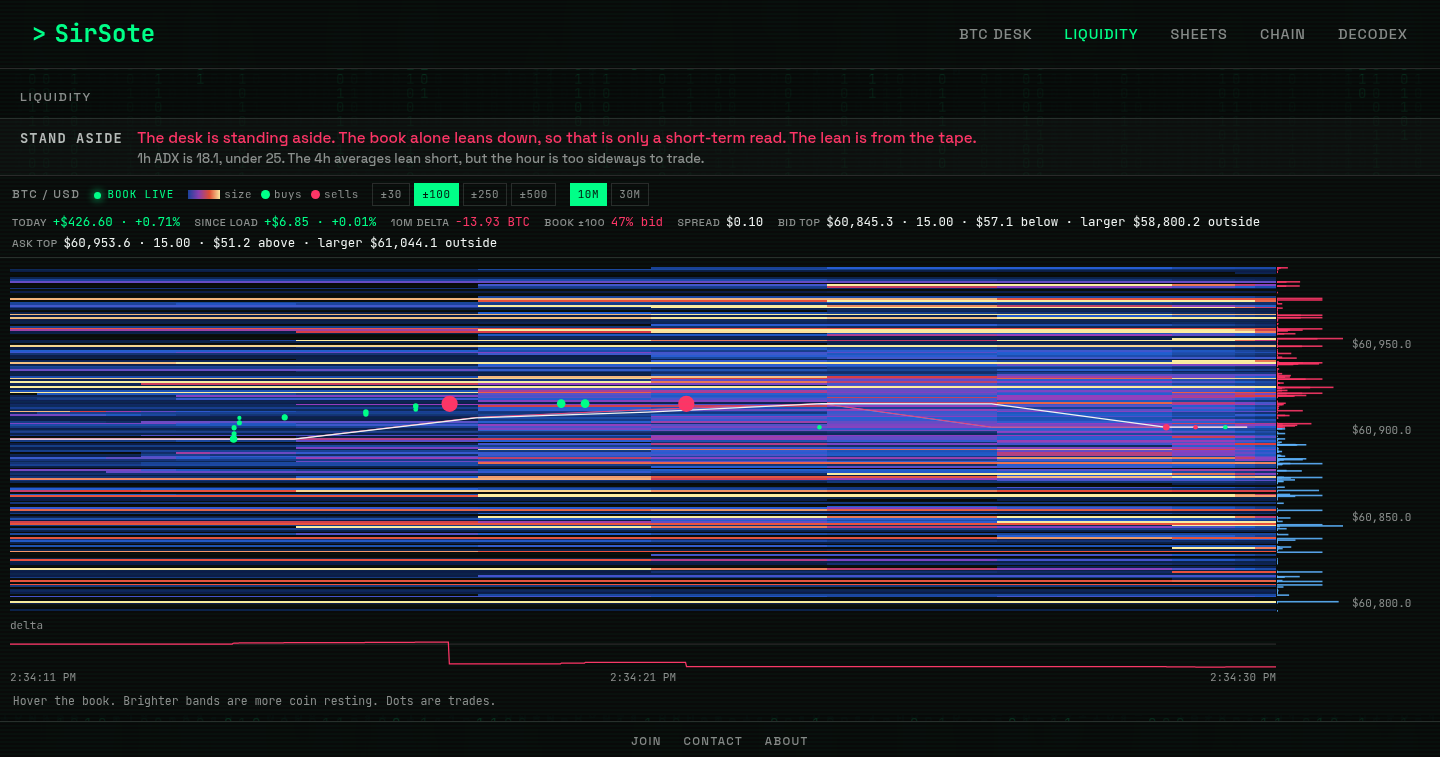 > SirSote
BTC DESK LIQUIDITY SHEETS CHAIN DECODEX
LIQUIDITY
STAND ASIDE The desk is standing aside. The book alone leans down, so that is only a short-term read. The lean is from the tape.
1h ADX is 18.1, under 25. The 4h averages lean short, but the hour is too sideways to trade.
BTC / USD BOOK LIVE size buys sells ±30 ±100 ±250 ±500 10M 30M
TODAY +$426.60 · +0.71% SINCE LOAD +$6.85 · +0.01% 10M DELTA -13.93 BTC BOOK ±100 47% bid SPREAD $0.10 BID TOP $60,845.3 · 15.00 · $57.1 below · larger $58,800.2 outside
ASK TOP $60,953.6 · 15.00 · $51.2 above · larger $61,044.1 outside
$60,950.0
$60,900.0
$60,850.0
$60,800.0
delta
2:34:11 PM 2:34:21 PM 2:34:30 PM
Hover the book. Brighter bands are more coin resting. Dots are trades.
JOIN CONTACT ABOUT